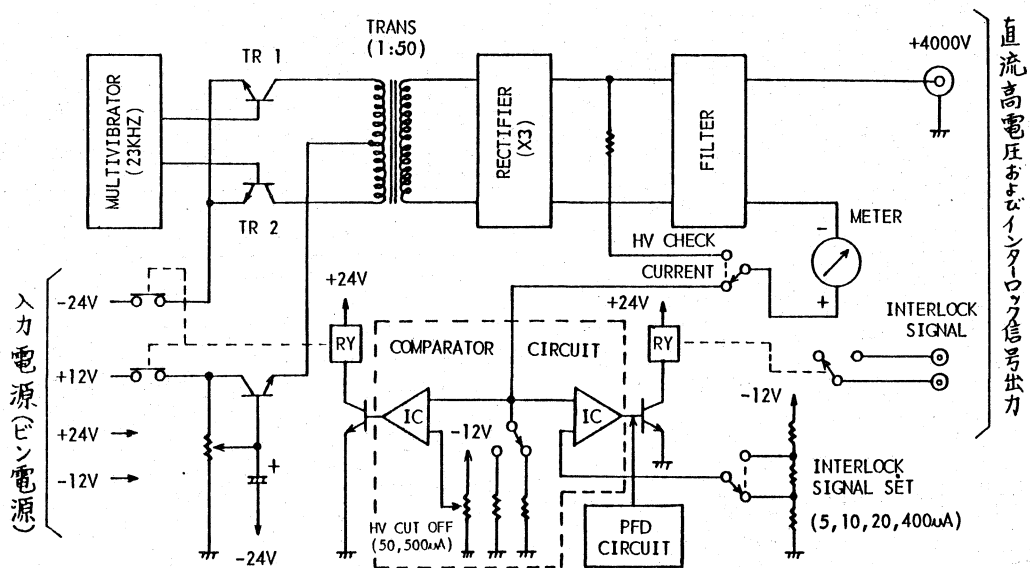 TRANS
(1:50)
TR 1
+4000V
MULTIVIBRATOR
(23KHZ)
RECTIFIER
(X3)
FILTER
TR 2
METER
-
+
HV CHECK
CURRENT
直流高電圧およびインターロック信号出力
入力電源(ビン電源)
-24V
+24V
+24V
INTERLOCK
SIGNAL
RY
COMPARATOR CIRCUIT
RY
+12V
IC
IC
-12V
-12V
+24V
+
-12V
INTERLOCK
SIGNAL SET
(5,10,20,400uA)
HV CUT OFF
(50,500uA)
PFD
CIRCUIT
-24V